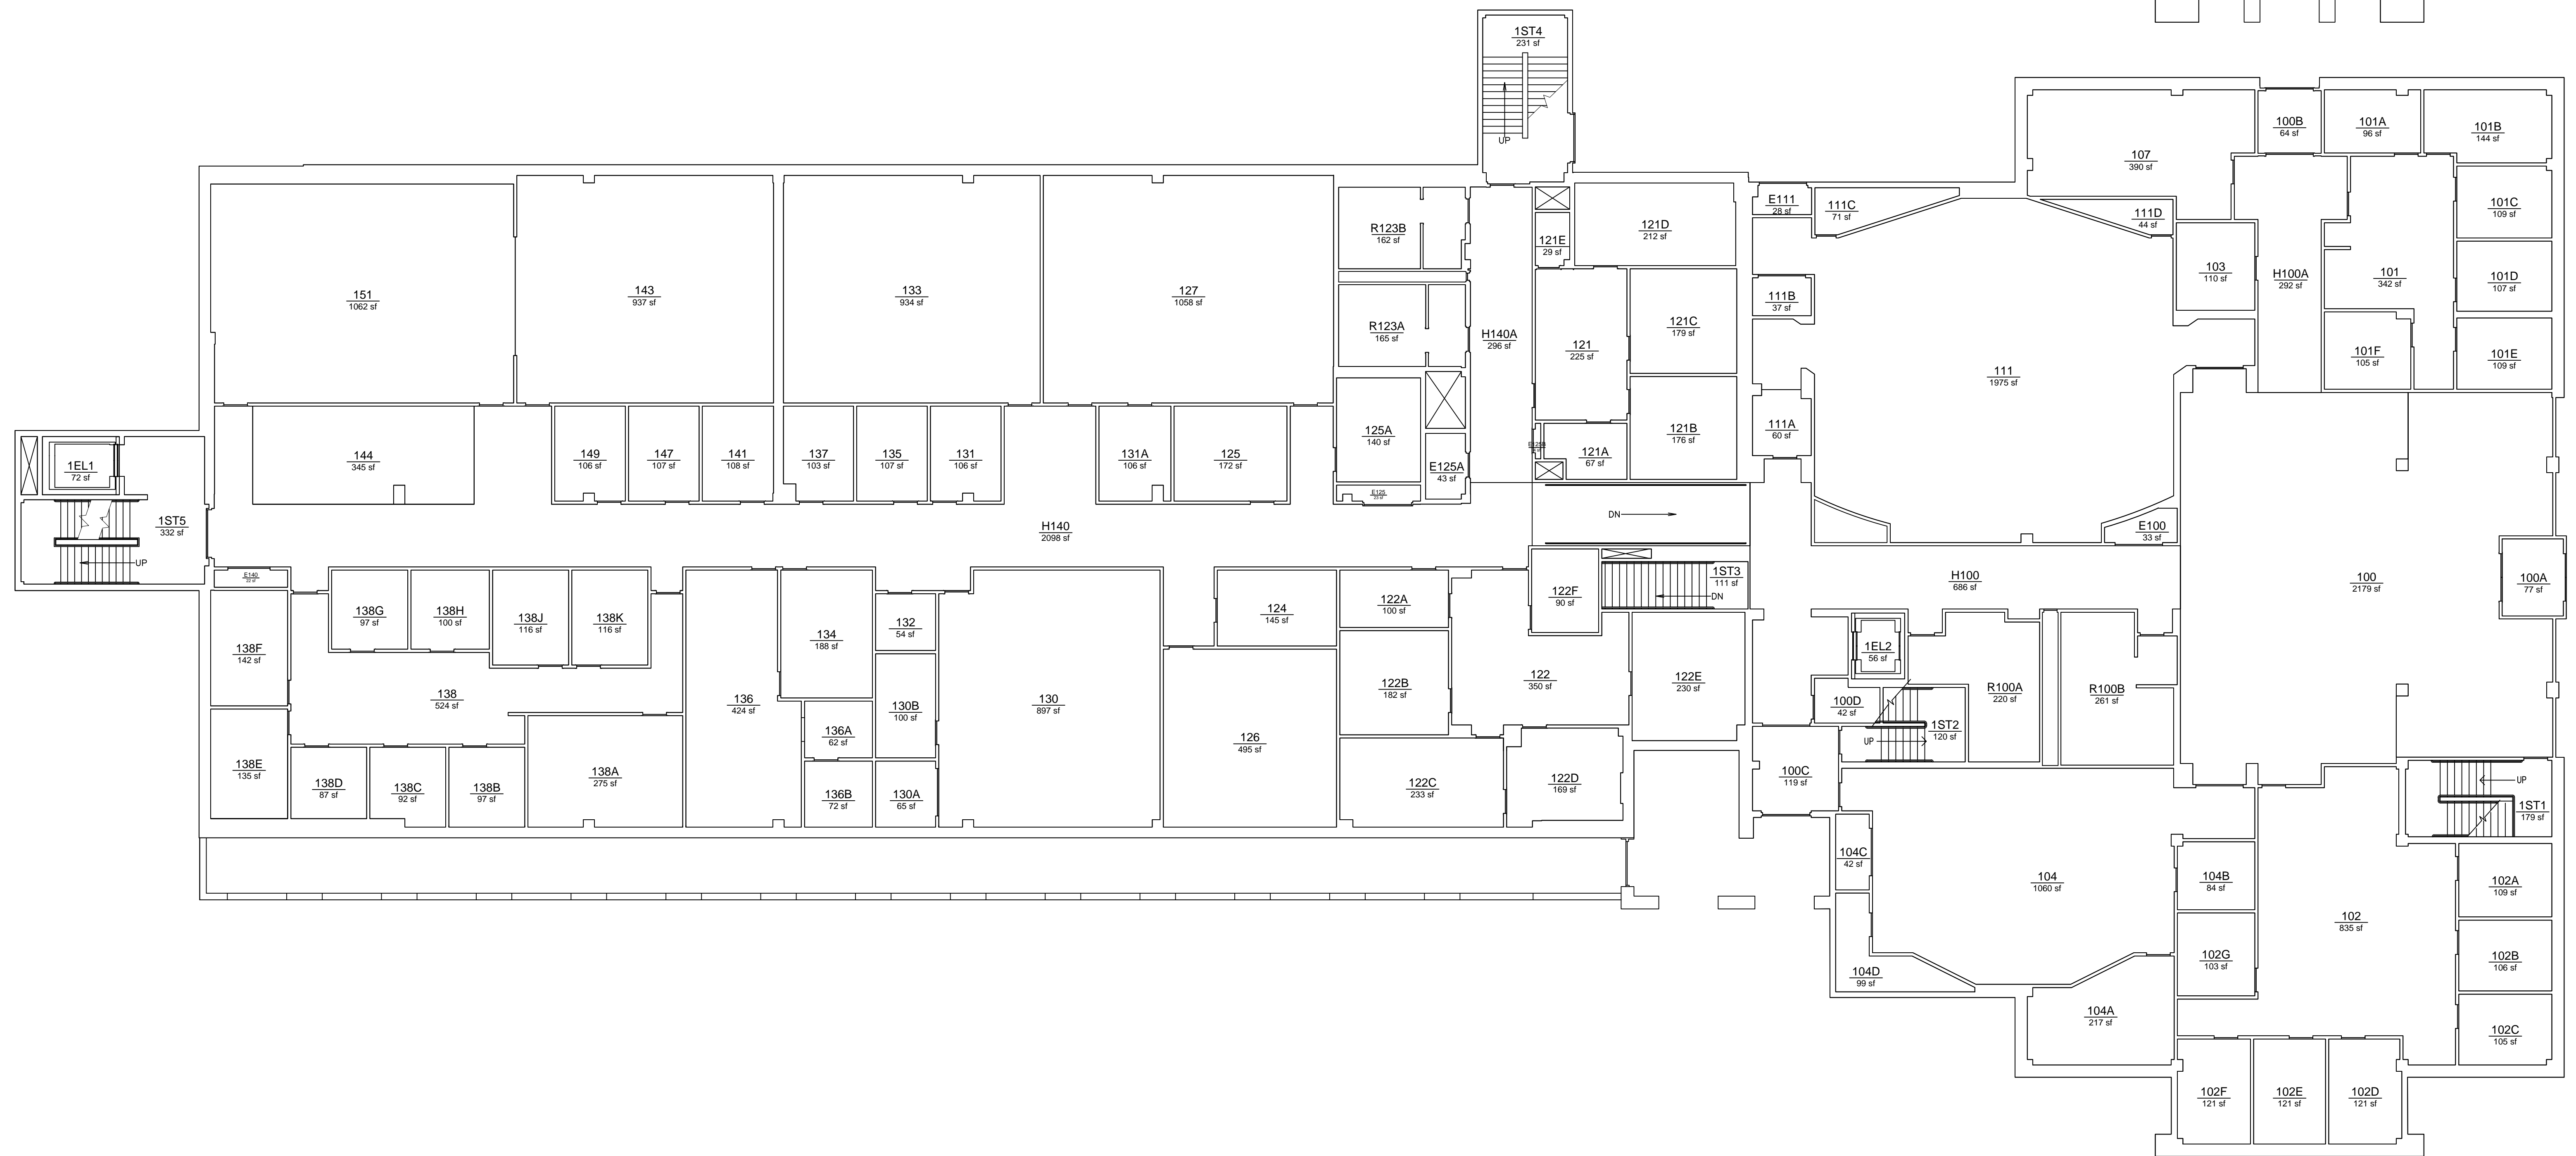 1ST4
231 sf
UP
100B
64 sf
101A
96 sf
101B
144 sf
107
390 sf
E111
28 sf
111C
71 sf
111D
44 sf
101C
109 sf
R123B
162 sf
121E
29 sf
121D
212 sf
103
110 sf
H100A
292 sf
101
342 sf
101D
107 sf
151
1062 sf
143
937 sf
133
934 sf
127
1058 sf
111B
37 sf
R123A
165 sf
H140A
296 sf
121
225 sf
121C
179 sf
101F
105 sf
101E
109 sf
111
1975 sf
144
345 sf
149
106 sf
147
107 sf
141
108 sf
137
103 sf
135
107 sf
131
106 sf
131A
106 sf
125
172 sf
125A
140 sf
E125A
43 sf
E125B
121A
67 sf
121B
176 sf
111A
60 sf
1EL1
72 sf
E125
1ST5
332 sf
UP
H140
2098 sf
DN
E100
33 sf
E140
22 sf
1ST3
111 sf
DN
H100
686 sf
100
2179 sf
100A
77 sf
138G
97 sf
138H
100 sf
138J
116 sf
138K
116 sf
134
188 sf
132
54 sf
124
145 sf
122A
100 sf
122F
90 sf
138F
142 sf
1EL2
56 sf
138
524 sf
136
424 sf
130B
100 sf
130
897 sf
122B
182 sf
122
350 sf
122E
230 sf
100D
42 sf
R100A
220 sf
R100B
261 sf
1ST2
120 sf
UP
136A
62 sf
126
495 sf
138E
135 sf
138D
87 sf
138C
92 sf
138B
97 sf
138A
275 sf
136B
72 sf
130A
65 sf
122C
233 sf
122D
169 sf
100C
119 sf
UP
1ST1
179 sf
104C
42 sf
104
1060 sf
104B
84 sf
102A
109 sf
102
835 sf
102G
103 sf
102B
106 sf
104D
99 sf
104A
217 sf
102C
105 sf
102F
121 sf
102E
121 sf
102D
121 sf